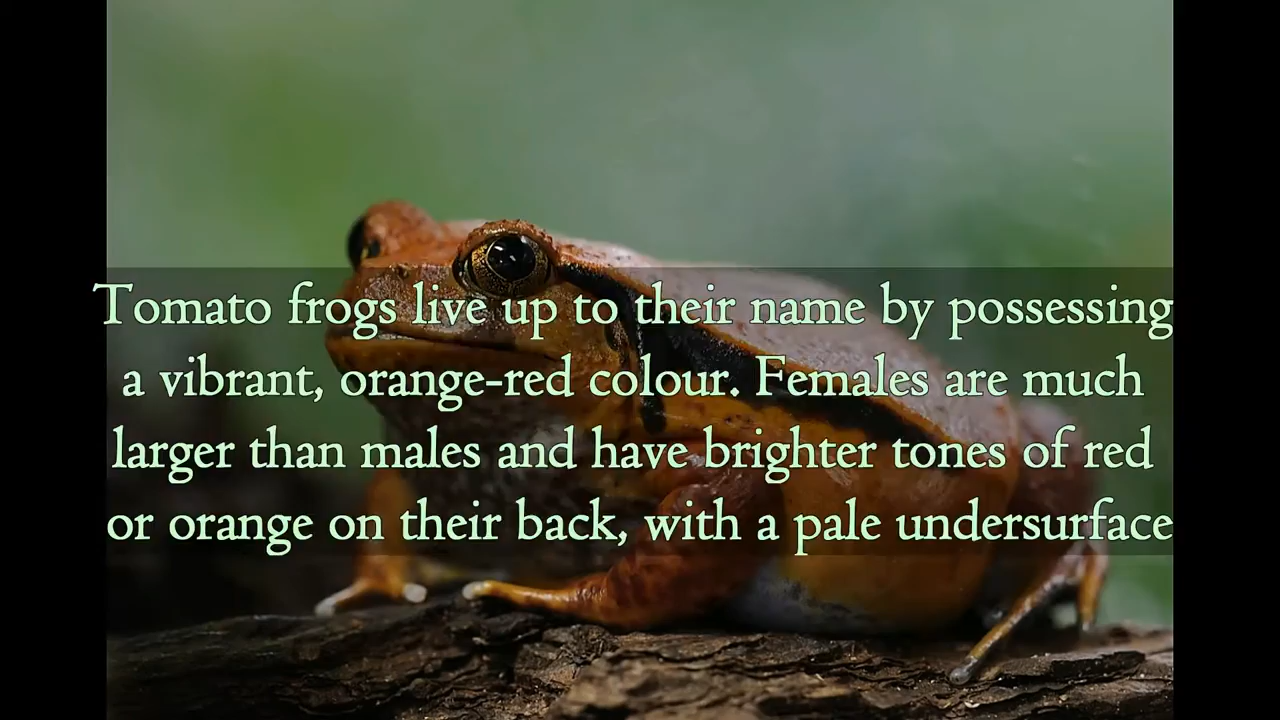 Tomato frogs live up to their name by possessing
a vibrant, orange-red colour. Females are much
larger than males and have brighter tones of red
or orange on their back, with a pale undersurface